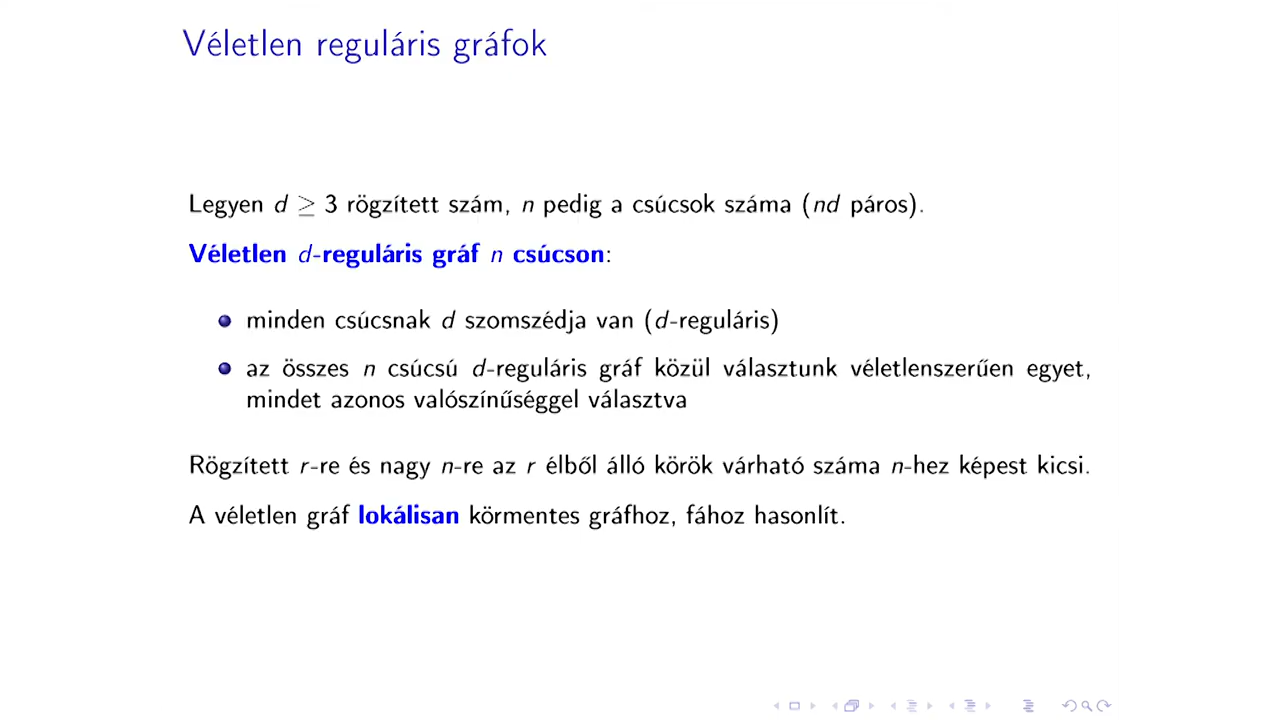 Véletlen reguláris gráfok
Legyen d ≥ 3 rögzített szám, n pedig a csúcsok száma (nd páros).
Véletlen d-reguláris gráf n csúcson:
minden csúcsnak d szomszédja van (d-reguláris)
az összes n csúcsú d-reguláris gráf közül választunk véletlenszerűen egyet,
mindet azonos valószínűséggel választva
Rögzített r-re és nagy n-re az r élből álló körök várható száma n-hez képest kicsi.
A véletlen gráf lokálisan körmentes gráfhoz, fához hasonlít.